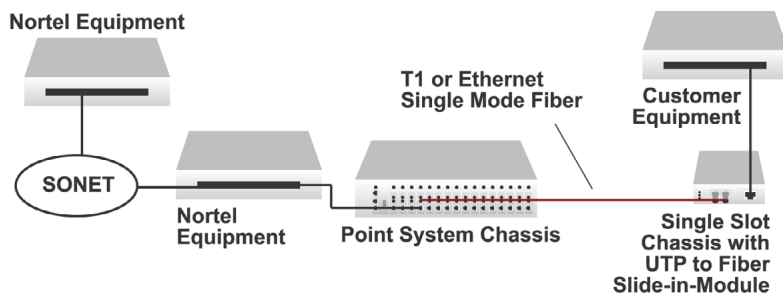 Nortel Equipment
T1 or Ethernet
Single Mode Fiber
Customer
Equipment
SONET
Nortel
Equipment
Point System Chassis
Single Slot
Chassis with
UTP to Fiber
Slide-in-Module